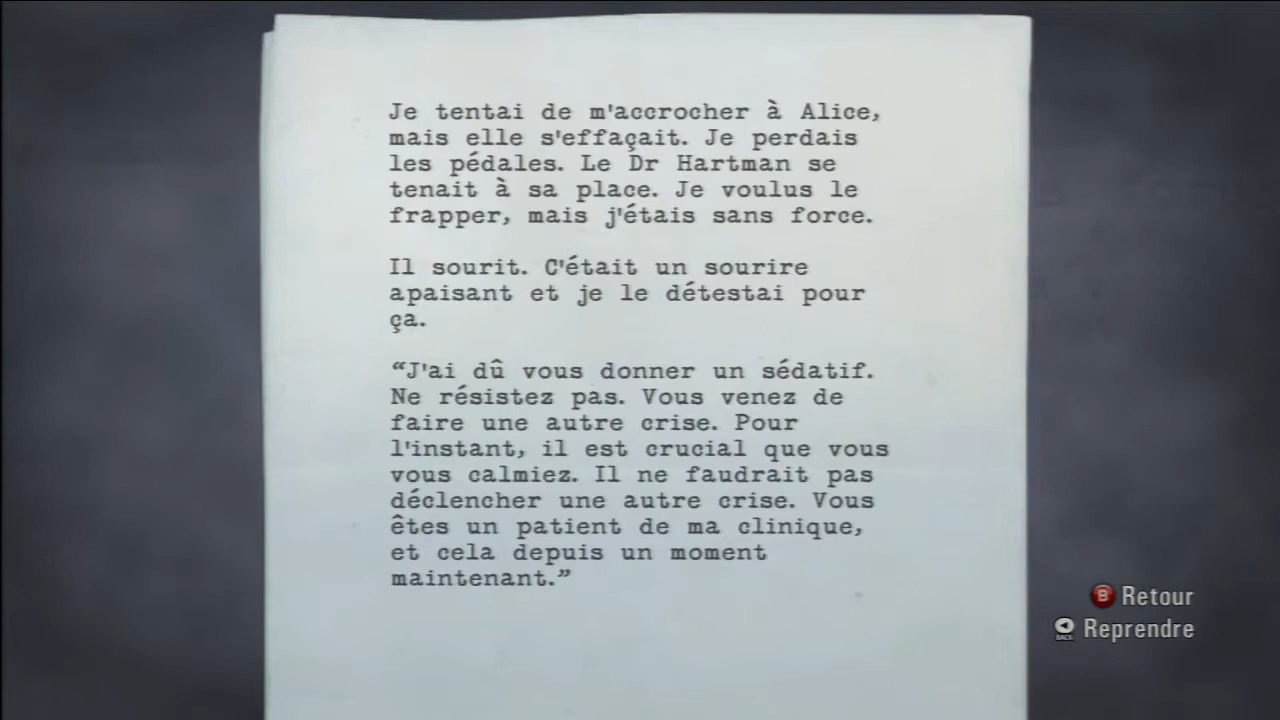 Je tentai de m'accrocher à Alice,
mais elle s'effaçait. Je perdais
les pédales. Le Dr Hartman se
tenait à sa place. Je voulus le
frapper, mais j'étais sans force.
Il sourit. C'était un sourire
apaisant et je le détestai pour
ça.
“J'ai dû vous donner un sédatif.
Ne résistez pas. Vous venez de
faire une autre crise. Pour
l'instant, il est crucial que vous
vous calmiez. Il ne faudrait pas
déclencher une autre crise. Vous
êtes un patient de ma clinique,
et cela depuis un moment
maintenant.”
B Retour
BACK Reprendre